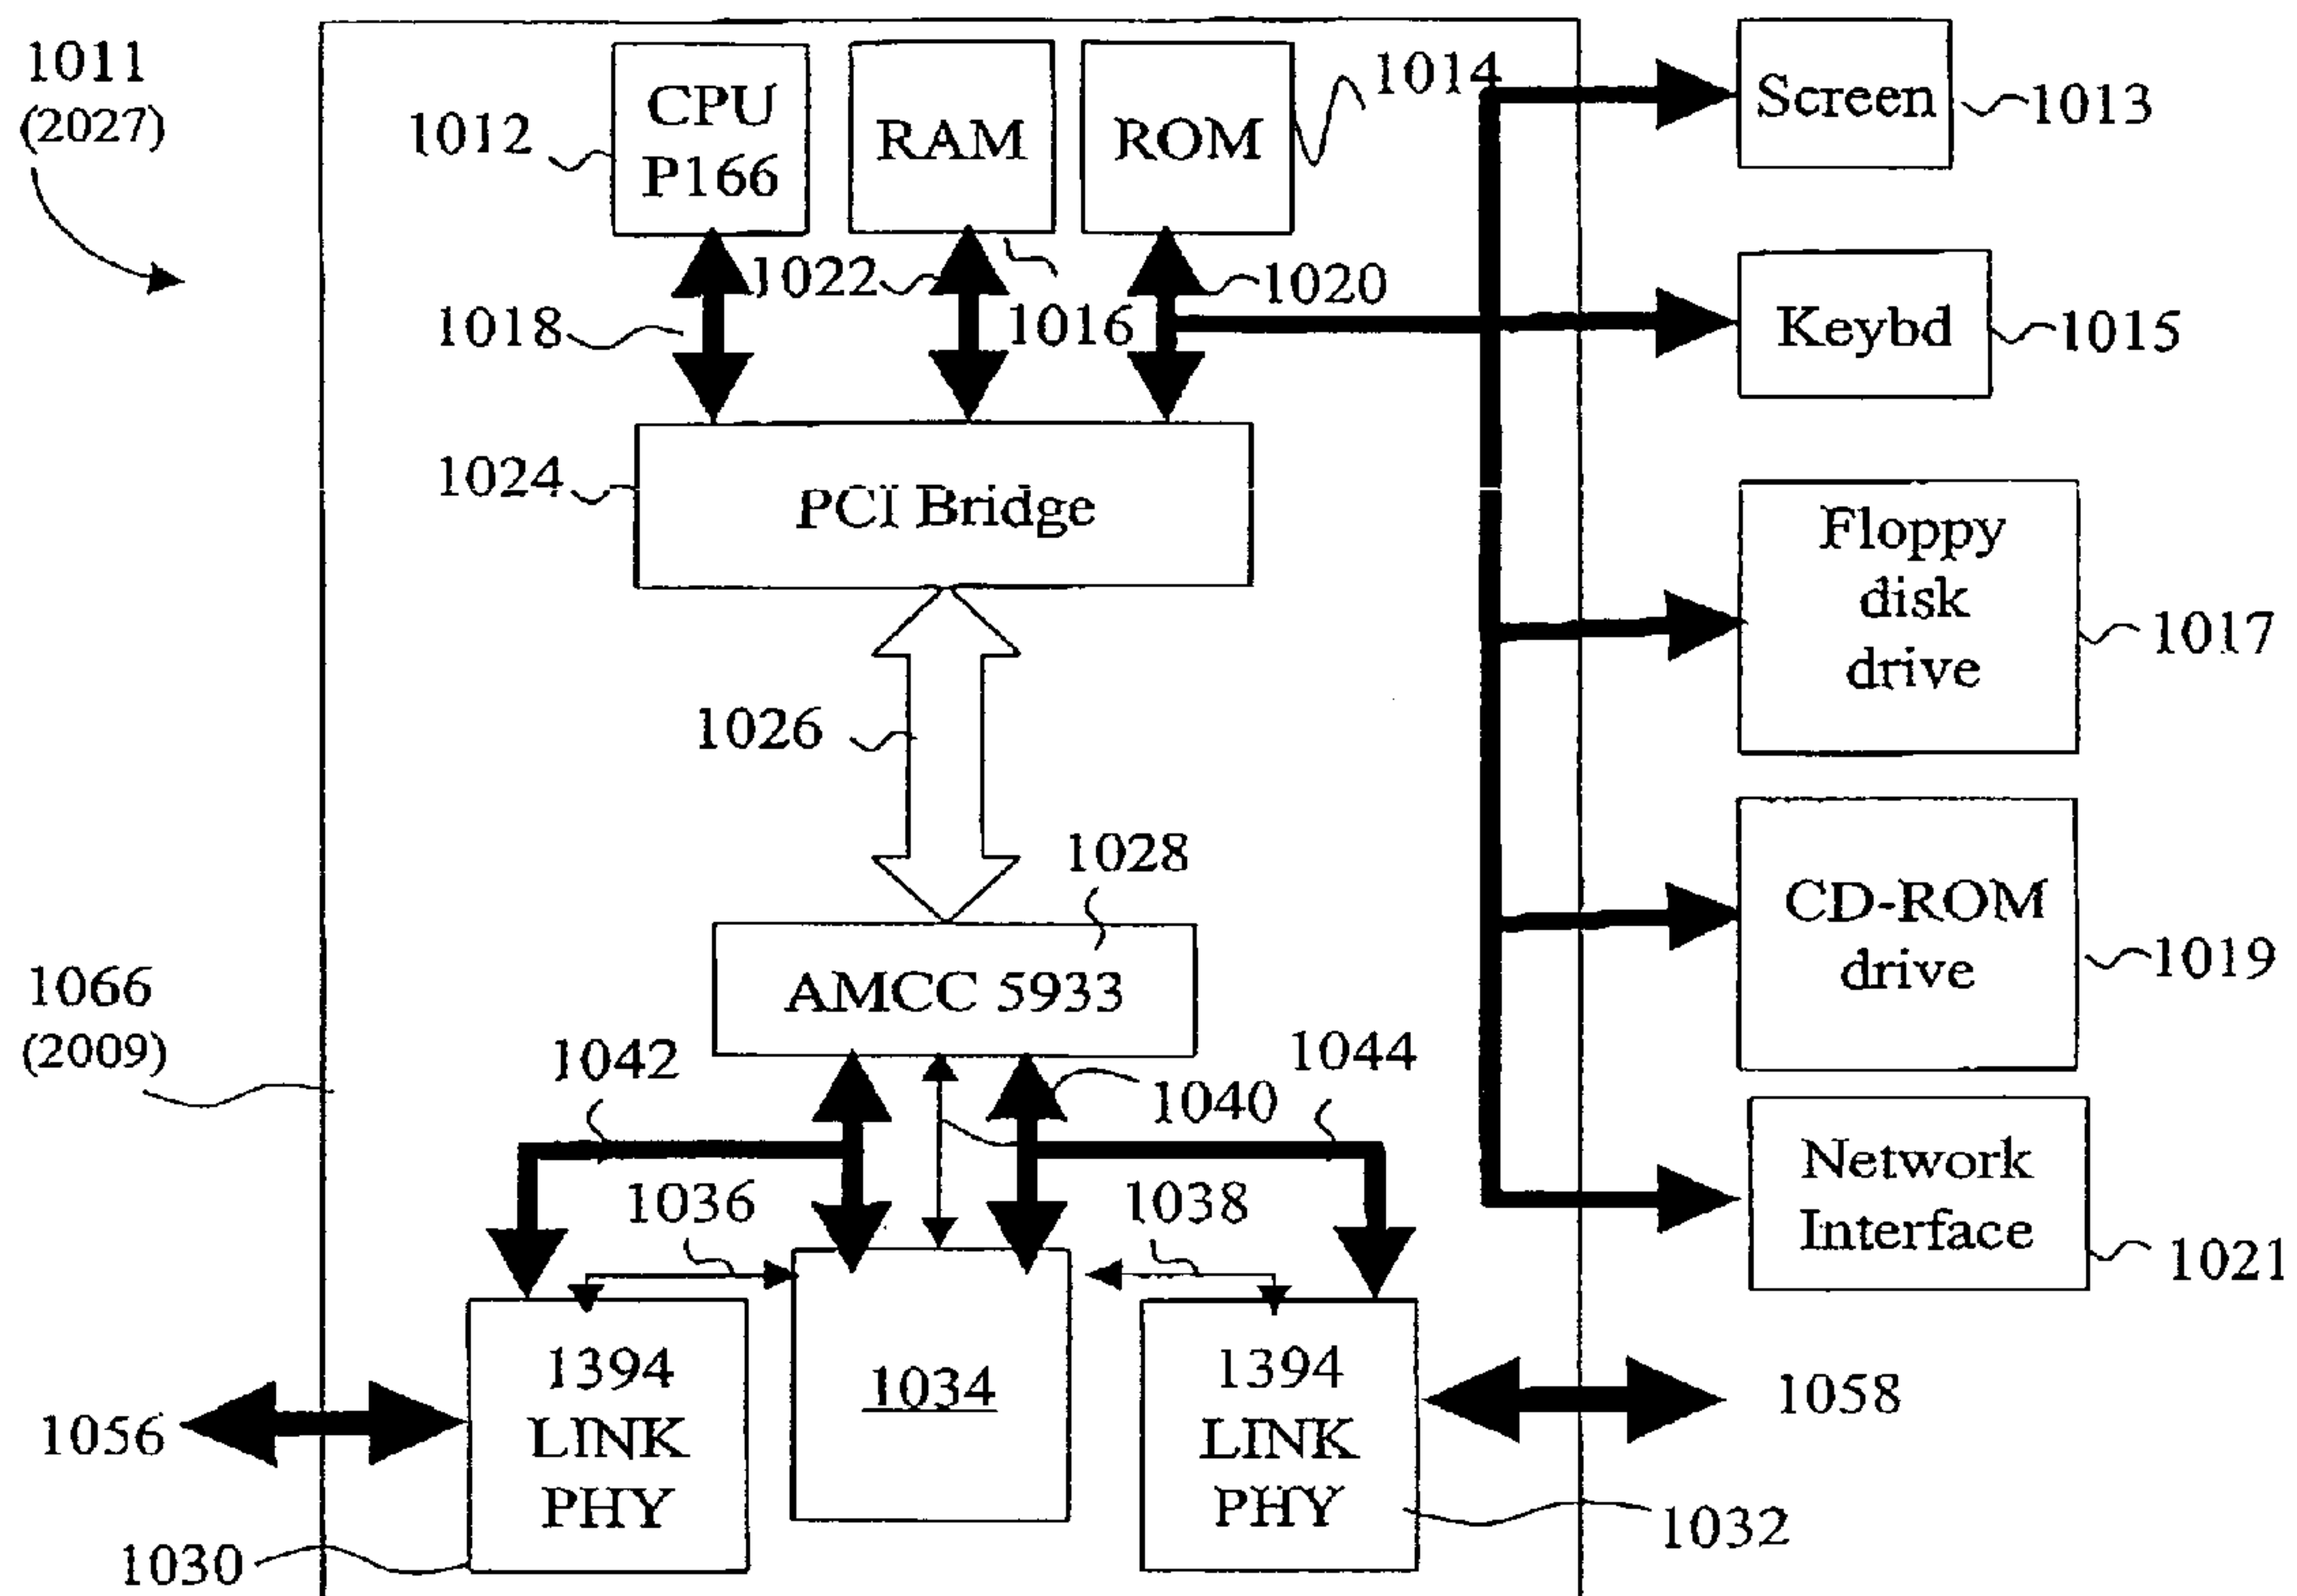 1011
(2027)
1012
CPU
P166
RAM
ROM
1014
Screen
1013
1018
1022
1016
1020
Keybd
1015
1024
PCI Bridge
Floppy
disk
drive
1017
1026
1028
AMCC 5933
CD-ROM
drive
1019
1066
(2009)
1042
1040
1044
1036
1038
Network
Interface
1021
1056
1394
LINK
PHY
1034
1394
LINK
PHY
1058
1030
1032